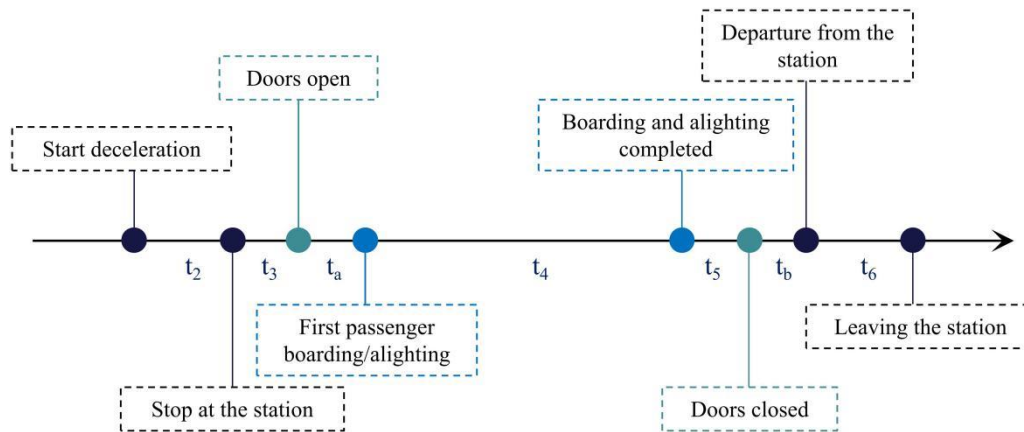 Departure from the
station
Doors open
Boarding and alighting
completed
Start deceleration
t₂
t₃
tₐ
t₄
t₅
t_b
t₆
First passenger
boarding/alighting
Leaving the station
Stop at the station
Doors closed